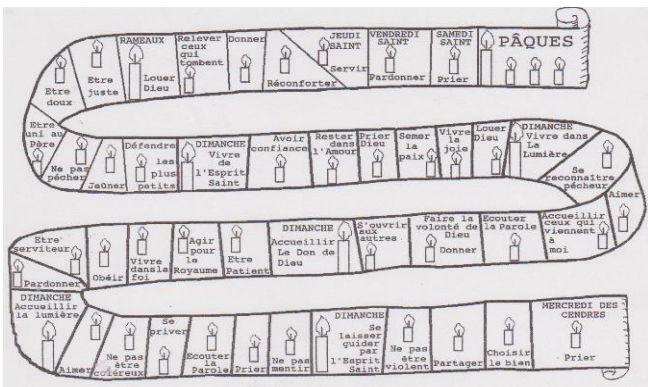 RAMEAUX
Louer
Dieu
Relever
ceux
qui
tombent
Donner
Réconforter
JEUDI
SAINT
Servir
VENDREDI
SAINT
Pardonner
SAMEDI
SAINT
Prier
PÂQUES
Etre
doux
Etre
juste
Etre
uni au
Père
Ne pas
pécher
Jeûner
Défendre
les
plus
petits
DIMANCHE
Vivre
de
l'Esprit
Saint
Avoir
confiance
Rester
dans
l'Amour
Prier
Dieu
Semer
la
paix
Vivre
la
joie
Louer
Dieu
DIMANCHE
Vivre dans
La
Lumière
Se
reconnaître
pécheur
Aimer
Etre
serviteur
Pardonner
Obéir
Vivre
dans la
foi
Agir
pour
le
Royaume
Etre
Patient
DIMANCHE
Accueillir
Le Don de
Dieu
S'ouvrir
aux
autres
Faire la
volonté de
Dieu
Donner
Ecouter
la Parole
Accueillir
ceux qui
viennent
à
moi
DIMANCHE
Accueillir
la lumière
Aimer
Ne pas
être
coléreux
Se
priver
Ecouter
la
Parole
Prier
Ne pas
mentir
DIMANCHE
Se
laisser
guider
par
l'Esprit
Saint
Ne pas
être
violent
Partager
Choisir
le bien
MERCREDI DES
CENDRES
Prier